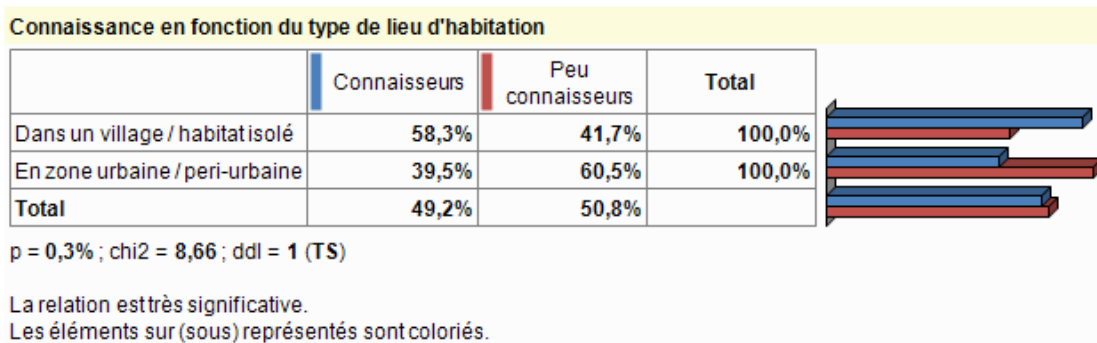 Connaissance en fonction du type de lieu d'habitation
Connaisseurs Peu connaisseurs Total
Dans un village / habitat isolé 58,3% 41,7% 100,0%
En zone urbaine / peri-urbaine 39,5% 60,5% 100,0%
Total 49,2% 50,8%
p = 0,3% ; chi2 = 8,66 ; ddl = 1 (TS)
La relation est très significative.
Les éléments sur (sous) représentés sont coloriés.